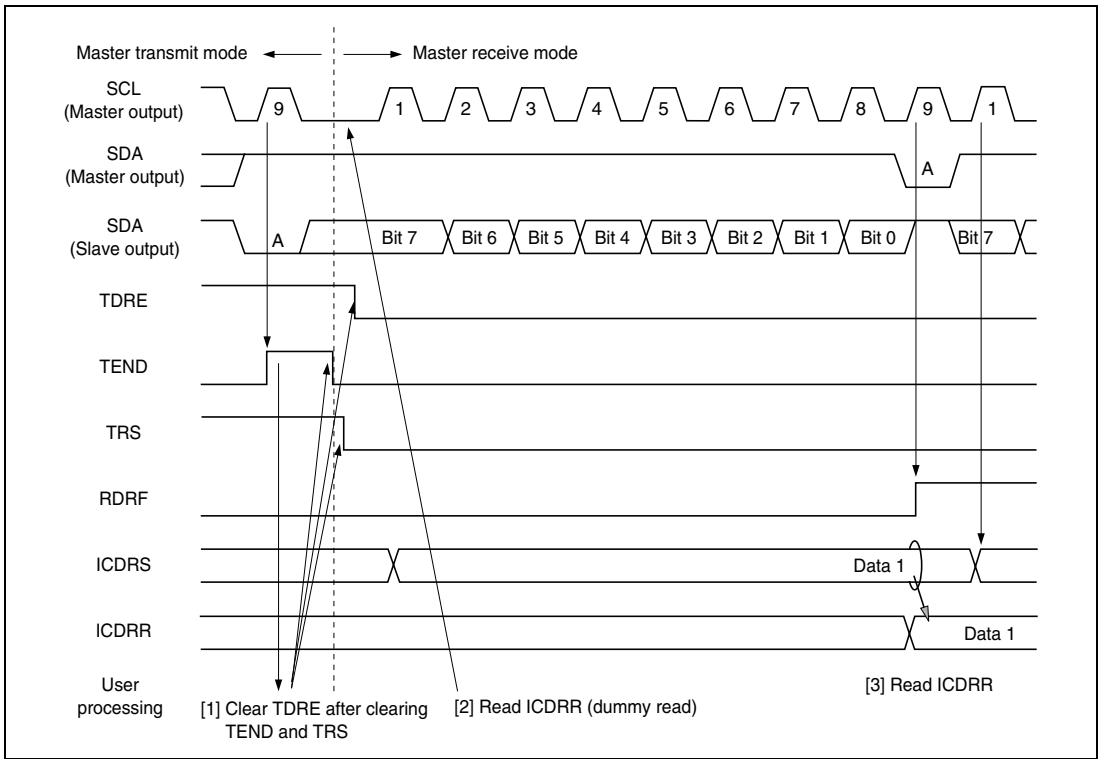 Master transmit mode
Master receive mode
SCL
(Master output)
9 1 2 3 4 5 6 7 8 9 1
SDA
(Master output)
A
SDA
(Slave output)
A Bit 7 Bit 6 Bit 5 Bit 4 Bit 3 Bit 2 Bit 1 Bit 0 Bit 7
TDRE
TEND
TRS
RDRF
ICDRS
Data 1
ICDRR
Data 1
User
processing
[1] Clear TDRE after clearing
TEND and TRS
[2] Read ICDRR (dummy read)
[3] Read ICDRR